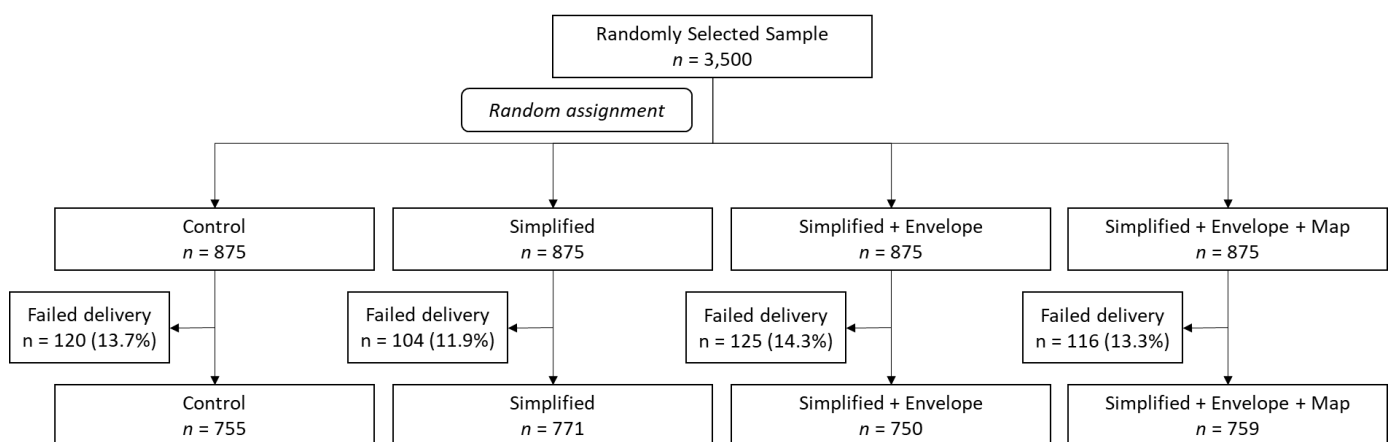 Randomly Selected Sample
n = 3,500
Random assignment
Control
n = 875
Simplified
n = 875
Simplified + Envelope
n = 875
Simplified + Envelope + Map
n = 875
Failed delivery
n = 120 (13.7%)
Failed delivery
n = 104 (11.9%)
Failed delivery
n = 125 (14.3%)
Failed delivery
n = 116 (13.3%)
Control
n = 755
Simplified
n = 771
Simplified + Envelope
n = 750
Simplified + Envelope + Map
n = 759